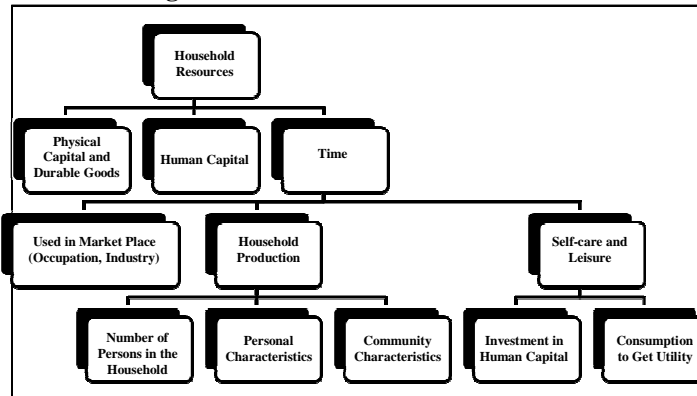 Household
Resources
Physical
Capital and
Durable Goods
Human Capital
Time
Used in Market Place
(Occupation, Industry)
Household
Production
Self-care and
Leisure
Number of
Persons in the
Household
Personal
Characteristics
Community
Characteristics
Investment in
Human Capital
Consumption
to Get Utility